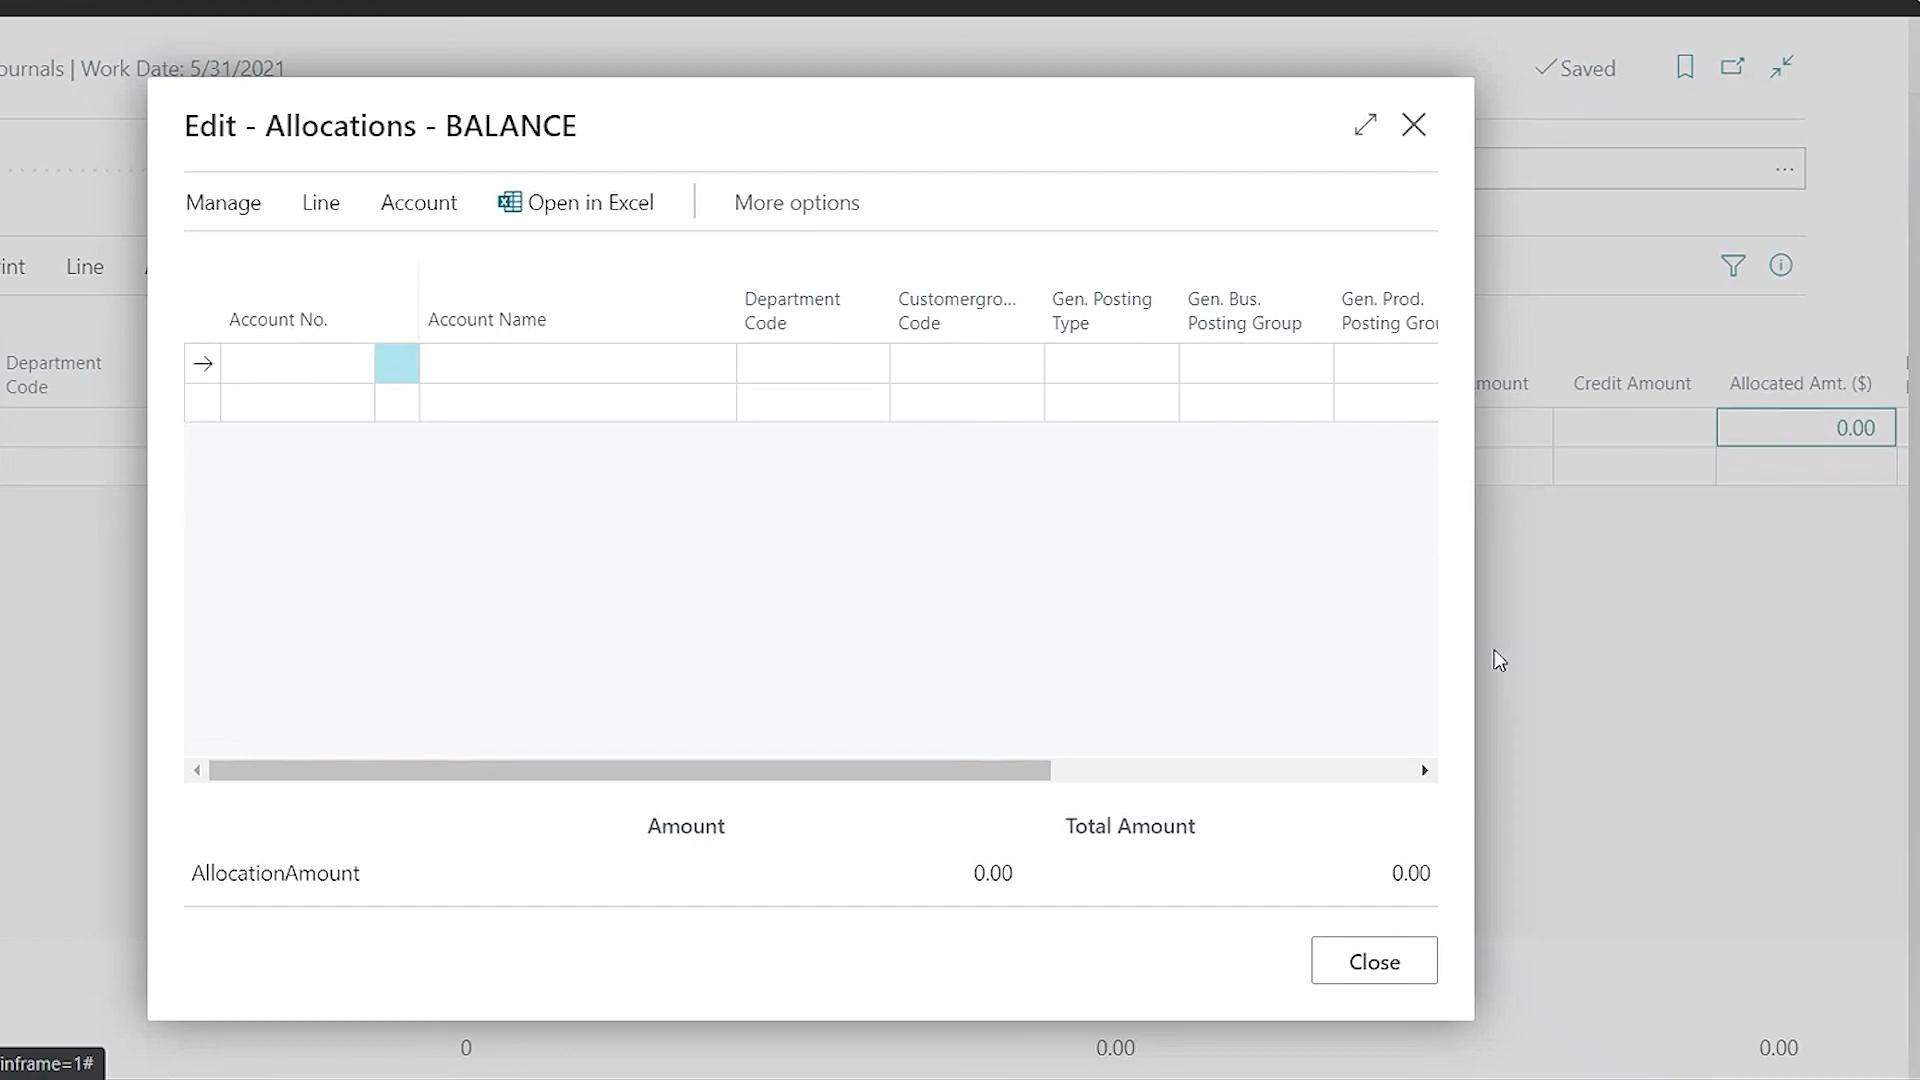 ournals | Work Date: 5/31/2021
Saved
Edit - Allocations - BALANCE
Manage Line Account Open in Excel More options
int Line
Account No. Account Name Department Code Customergro... Code Gen. Posting Type Gen. Bus. Posting Group Gen. Prod. Posting Grou
Department Code
mount Credit Amount Allocated Amt. ($)
0.00
Amount Total Amount
AllocationAmount 0.00 0.00
Close
0 0.00 0.00
inframe=1#